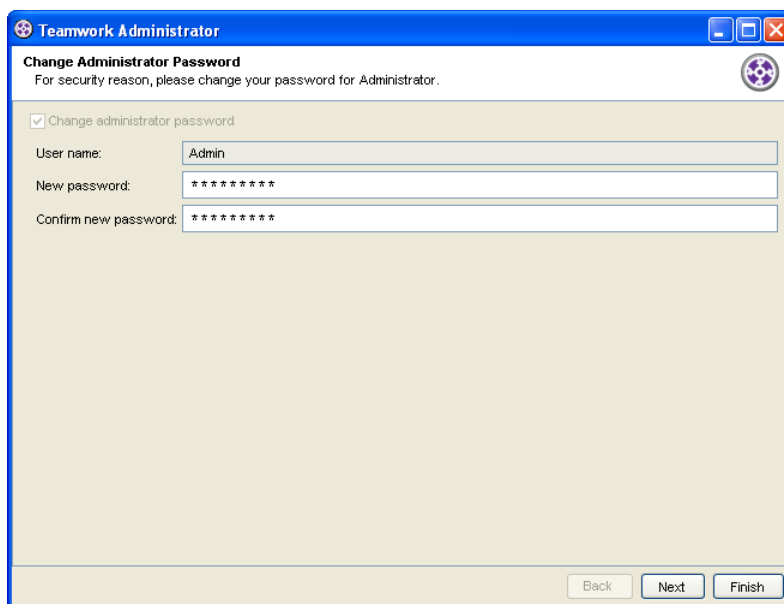 Teamwork Administrator
Change Administrator Password
For security reason, please change your password for Administrator.
Change administrator password
User name: Admin
New password: *********
Confirm new password: *********
Back Next Finish